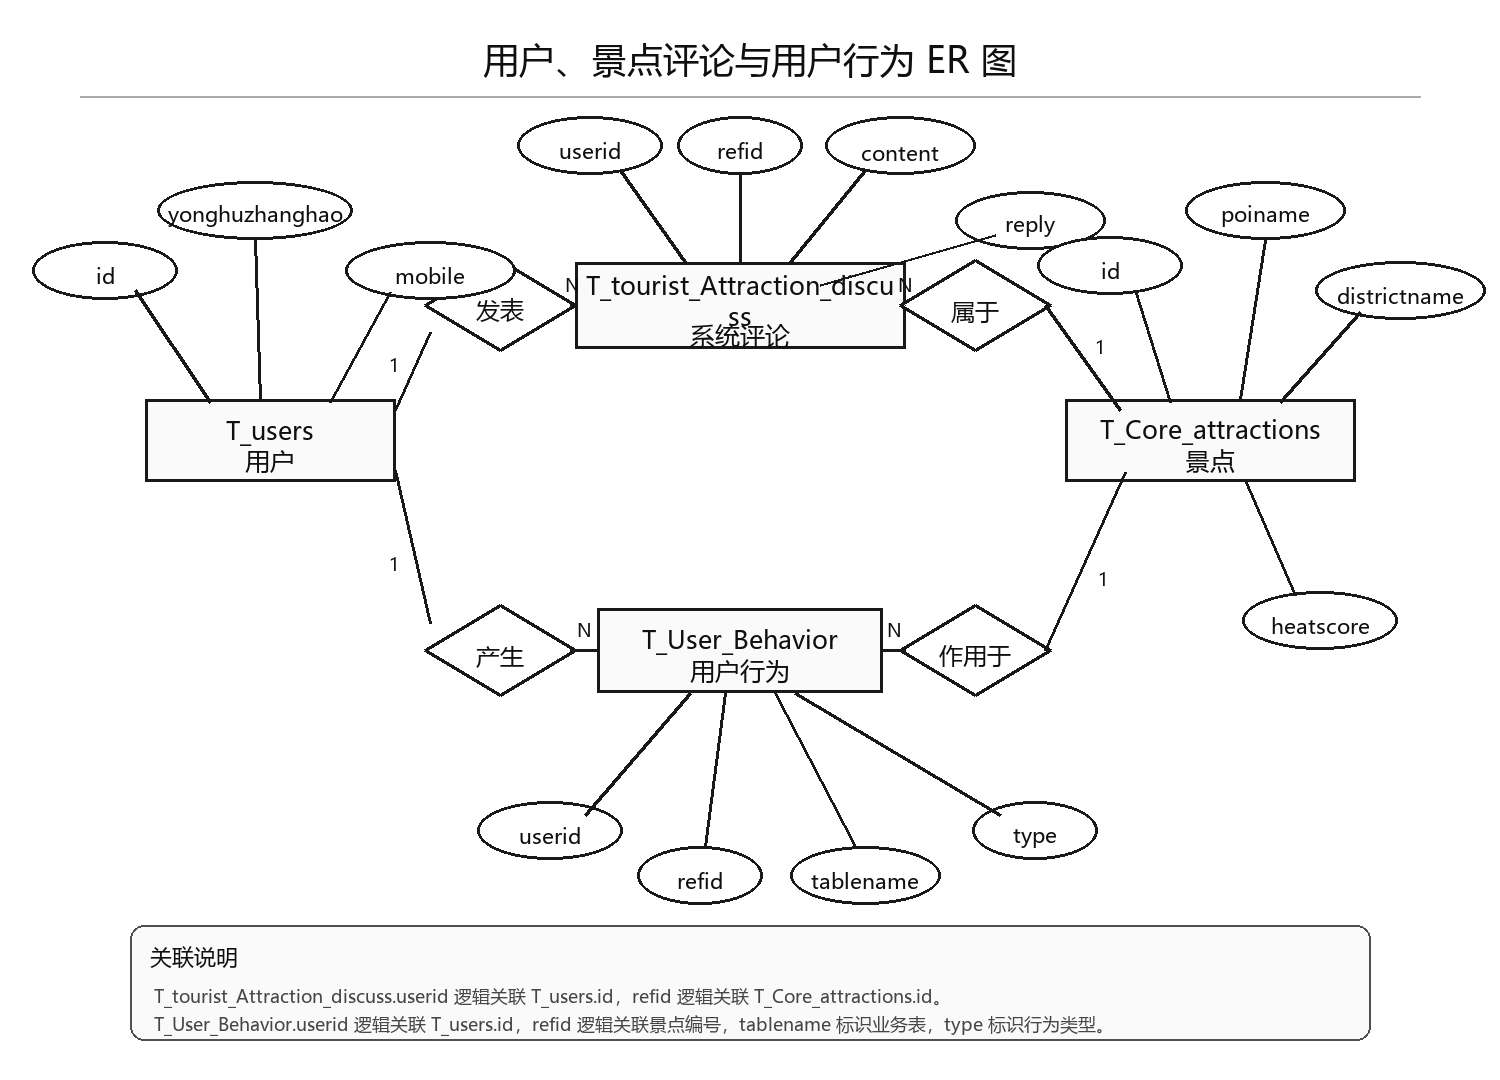 用户、景点评论与用户行为 ER 图
userid
refid
content
yonghuzhanghao
reply
poiname
id
mobile
id
districtname
发表
N
T_tourist_Attraction_discu
ss
系统评论
N
属于
1
1
T_users
用户
T_Core_attractions
景点
1
1
产生
N
T_User_Behavior
用户行为
N
作用于
heatscore
userid
refid
tablename
type
关联说明
T_tourist_Attraction_discuss.userid 逻辑关联 T_users.id，refid 逻辑关联 T_Core_attractions.id。
T_User_Behavior.userid 逻辑关联 T_users.id，refid 逻辑关联景点编号，tablename 标识业务表，type 标识行为类型。